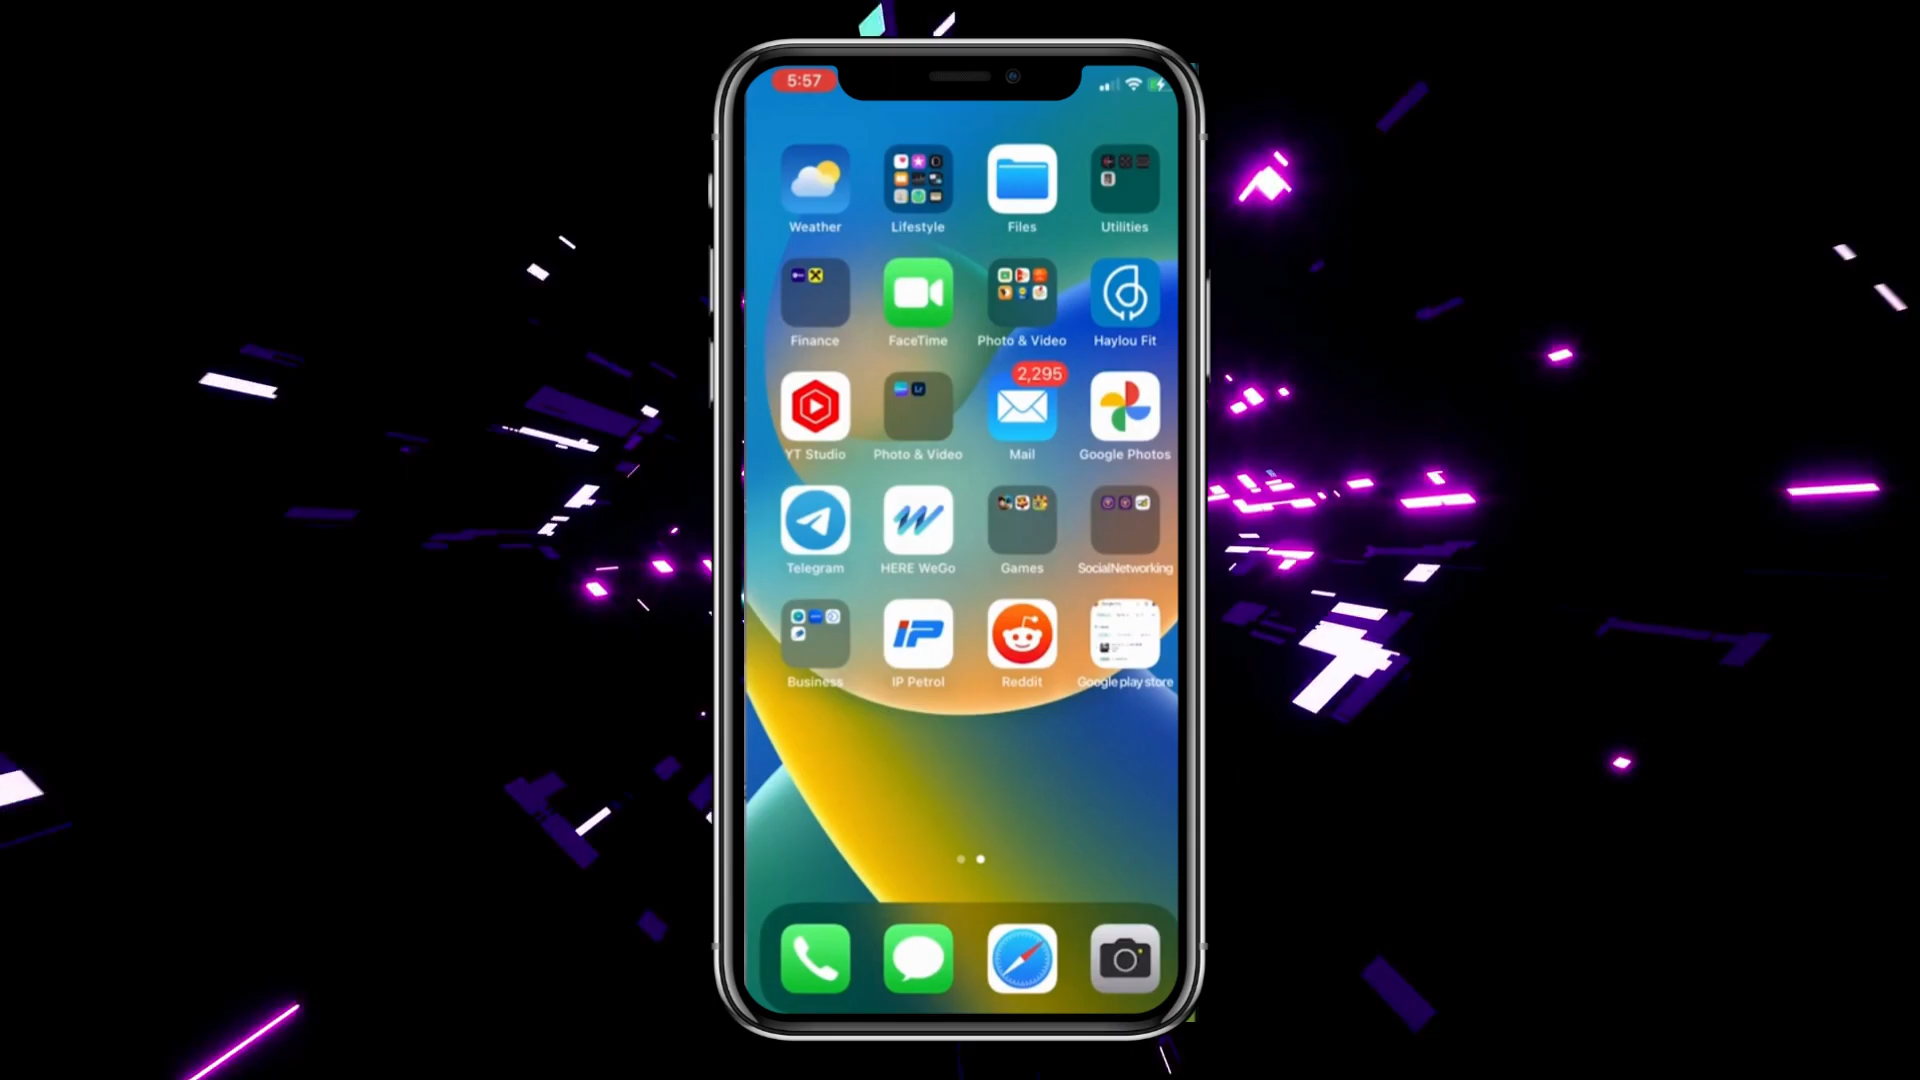 5:57
Weather
Lifestyle
Files
Utilities
Finance
FaceTime
Photo & Video
Haylou Fit
2,295
YT Studio
Photo & Video
Mail
Google Photos
Telegram
HERE WeGo
Games
SocialNetworking
IP
Business
IP Petrol
Reddit
Google play store